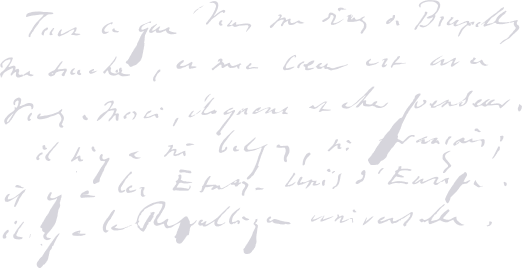 Tout ce que vous me dites de Bruxelles
me touche, et mon cœur est avec
vous. Merci, éloquent et cher penseur.
il n'y a ni belges, ni français ;
il y a les États-Unis d'Europe.
il y a la République universelle.